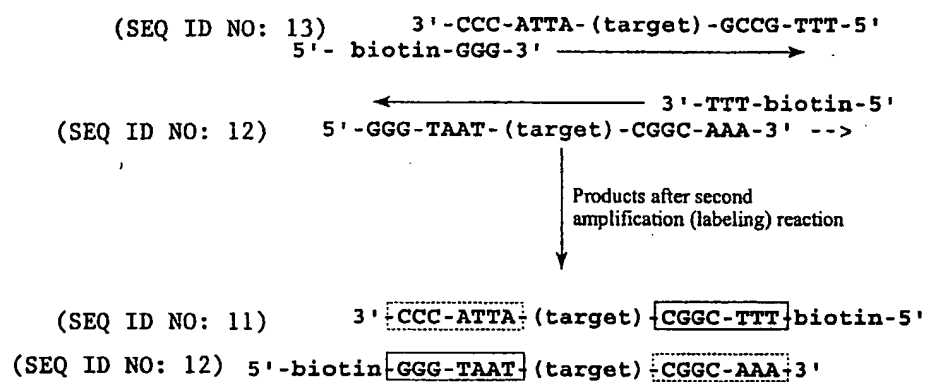 (SEQ ID NO: 13) 3'-CCC-ATTA-(target)-GCCG-TTT-5'
5'- biotin-GGG-3'
3'-TTT-biotin-5'
(SEQ ID NO: 12) 5'-GGG-TAAT-(target)-CGGC-AAA-3' -->
Products after second
amplification (labeling) reaction
(SEQ ID NO: 11) 3'-CCC-ATTA-(target)-CGGC-TTT-biotin-5'
(SEQ ID NO: 12) 5'-biotin-GGG-TAAT-(target)-CGGC-AAA-3'